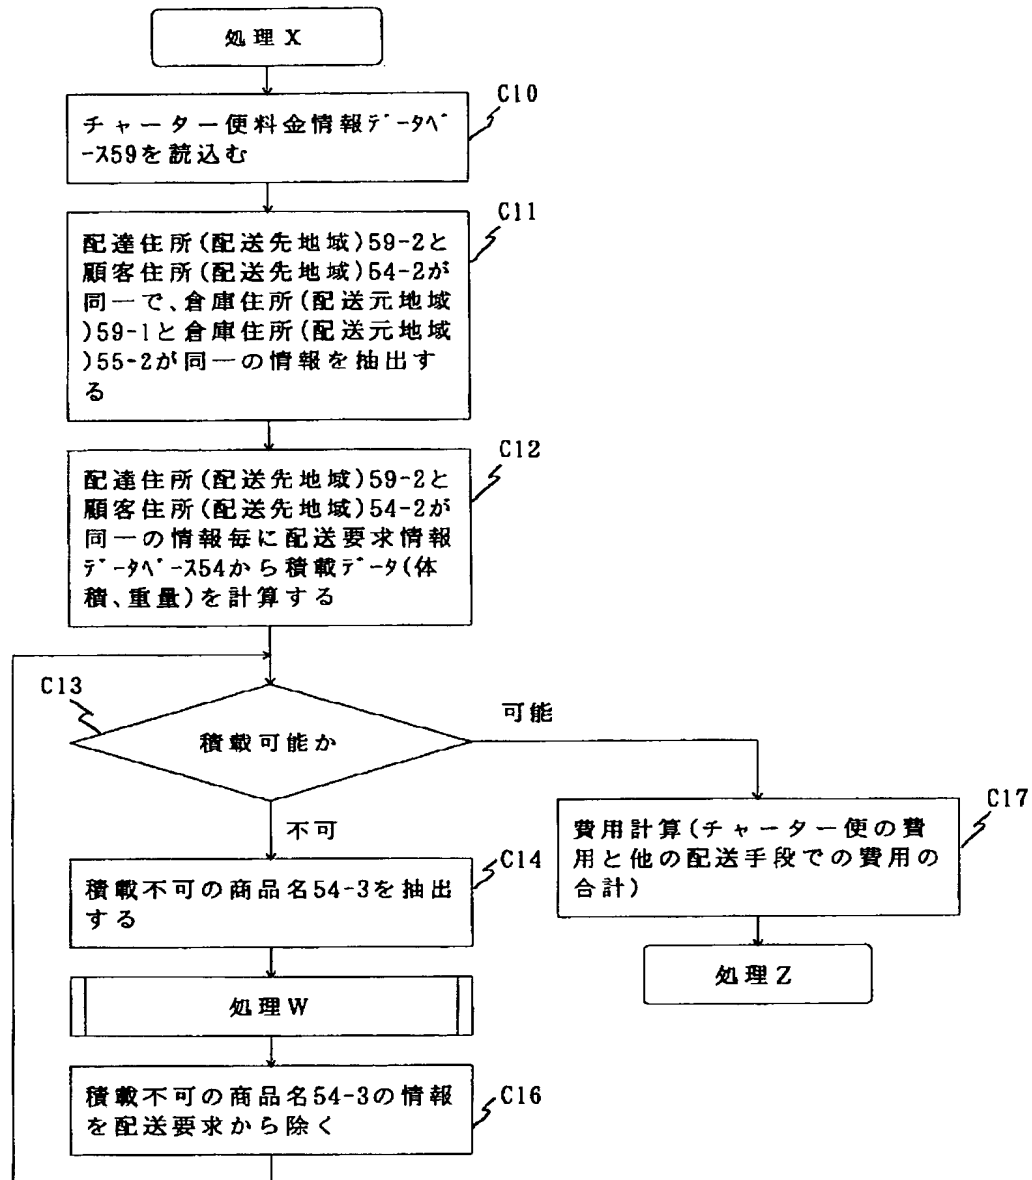 処理X
C10
チャーター便料金情報ﾃﾞｰﾀﾍﾞ
ｰｽ59を読込む
C11
配達住所(配送先地域)59-2と
顧客住所(配送先地域)54-2が
同一で､倉庫住所(配送元地域
)59-1と倉庫住所(配送元地域
)55-2が同一の情報を抽出す
る
C12
配達住所(配送先地域)59-2と
顧客住所(配送先地域)54-2が
同一の情報毎に配送要求情報
ﾃﾞｰﾀﾍﾞｰｽ54から積載ﾃﾞｰﾀ(体
積､重量)を計算する
C13
積載可能か
可能
不可
C17
費用計算(チャーター便の費
用と他の配送手段での費用の
合計)
処理Z
C14
積載不可の商品名54-3を抽出
する
処理W
C16
積載不可の商品名54-3の情報
を配送要求から除く